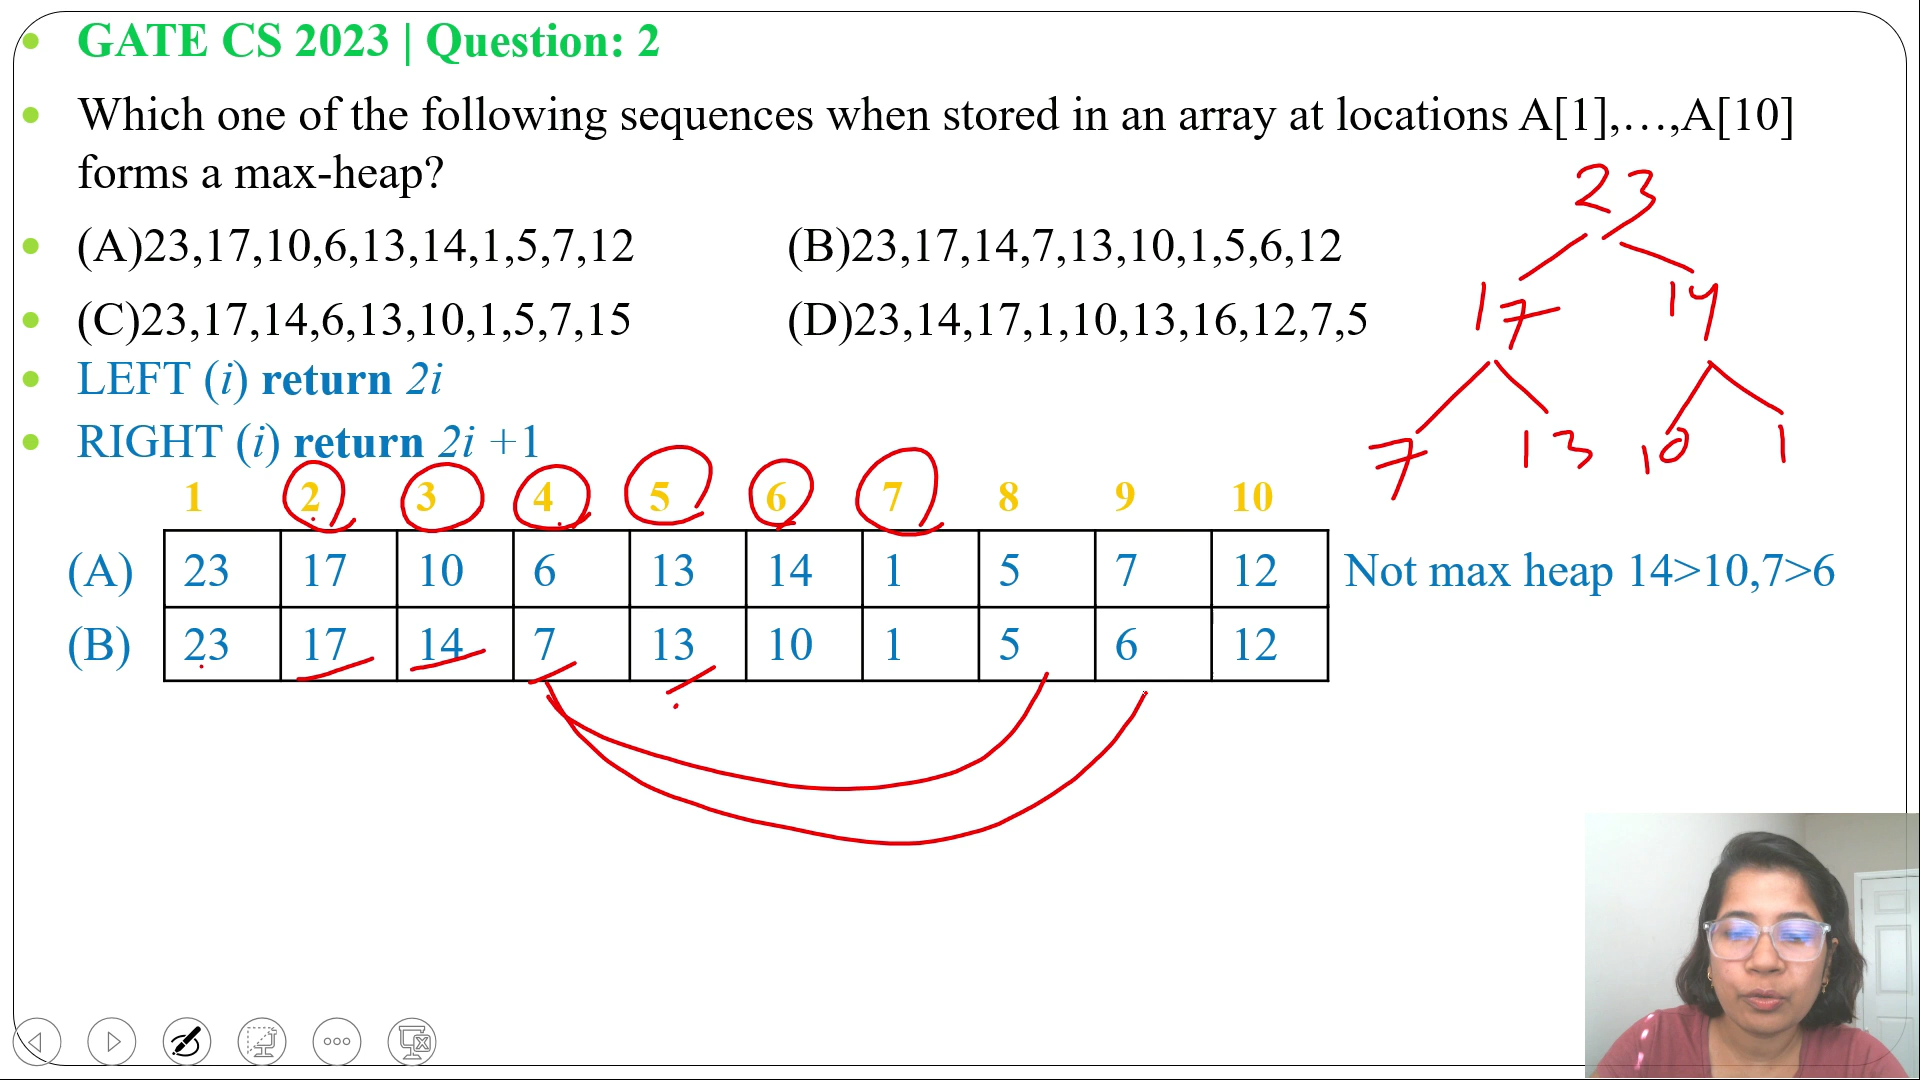 GATE CS 2023 | Question: 2
Which one of the following sequences when stored in an array at locations A[1],…,A[10]
forms a max-heap?
(A)23,17,10,6,13,14,1,5,7,12 (B)23,17,14,7,13,10,1,5,6,12
(C)23,17,14,6,13,10,1,5,7,15 (D)23,14,17,1,10,13,16,12,7,5
LEFT (i) return 2i
RIGHT (i) return 2i +1
23
17 14
7 13 10 1
1 2 3 4 5 6 7 8 9 10
(A) 23 17 10 6 13 14 1 5 7 12 Not max heap 14>10,7>6
(B) 23 17 14 7 13 10 1 5 6 12